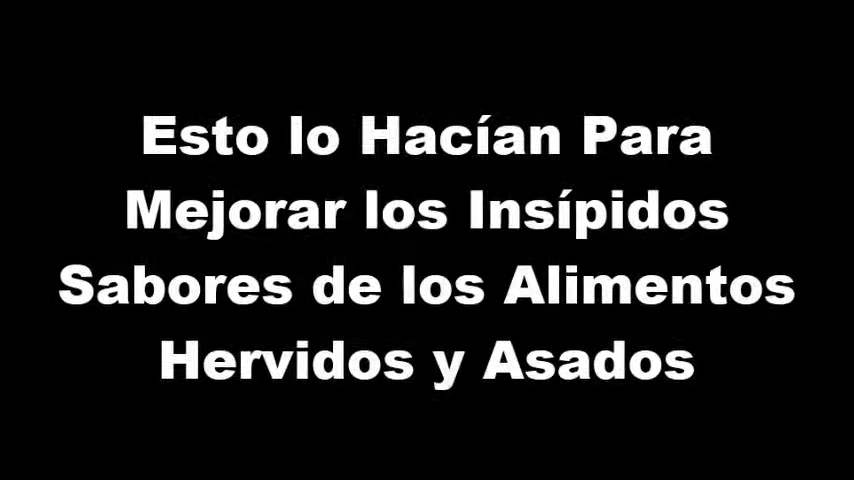 Esto lo Hacían Para
Mejorar los Insípidos
Sabores de los Alimentos
Hervidos y Asados